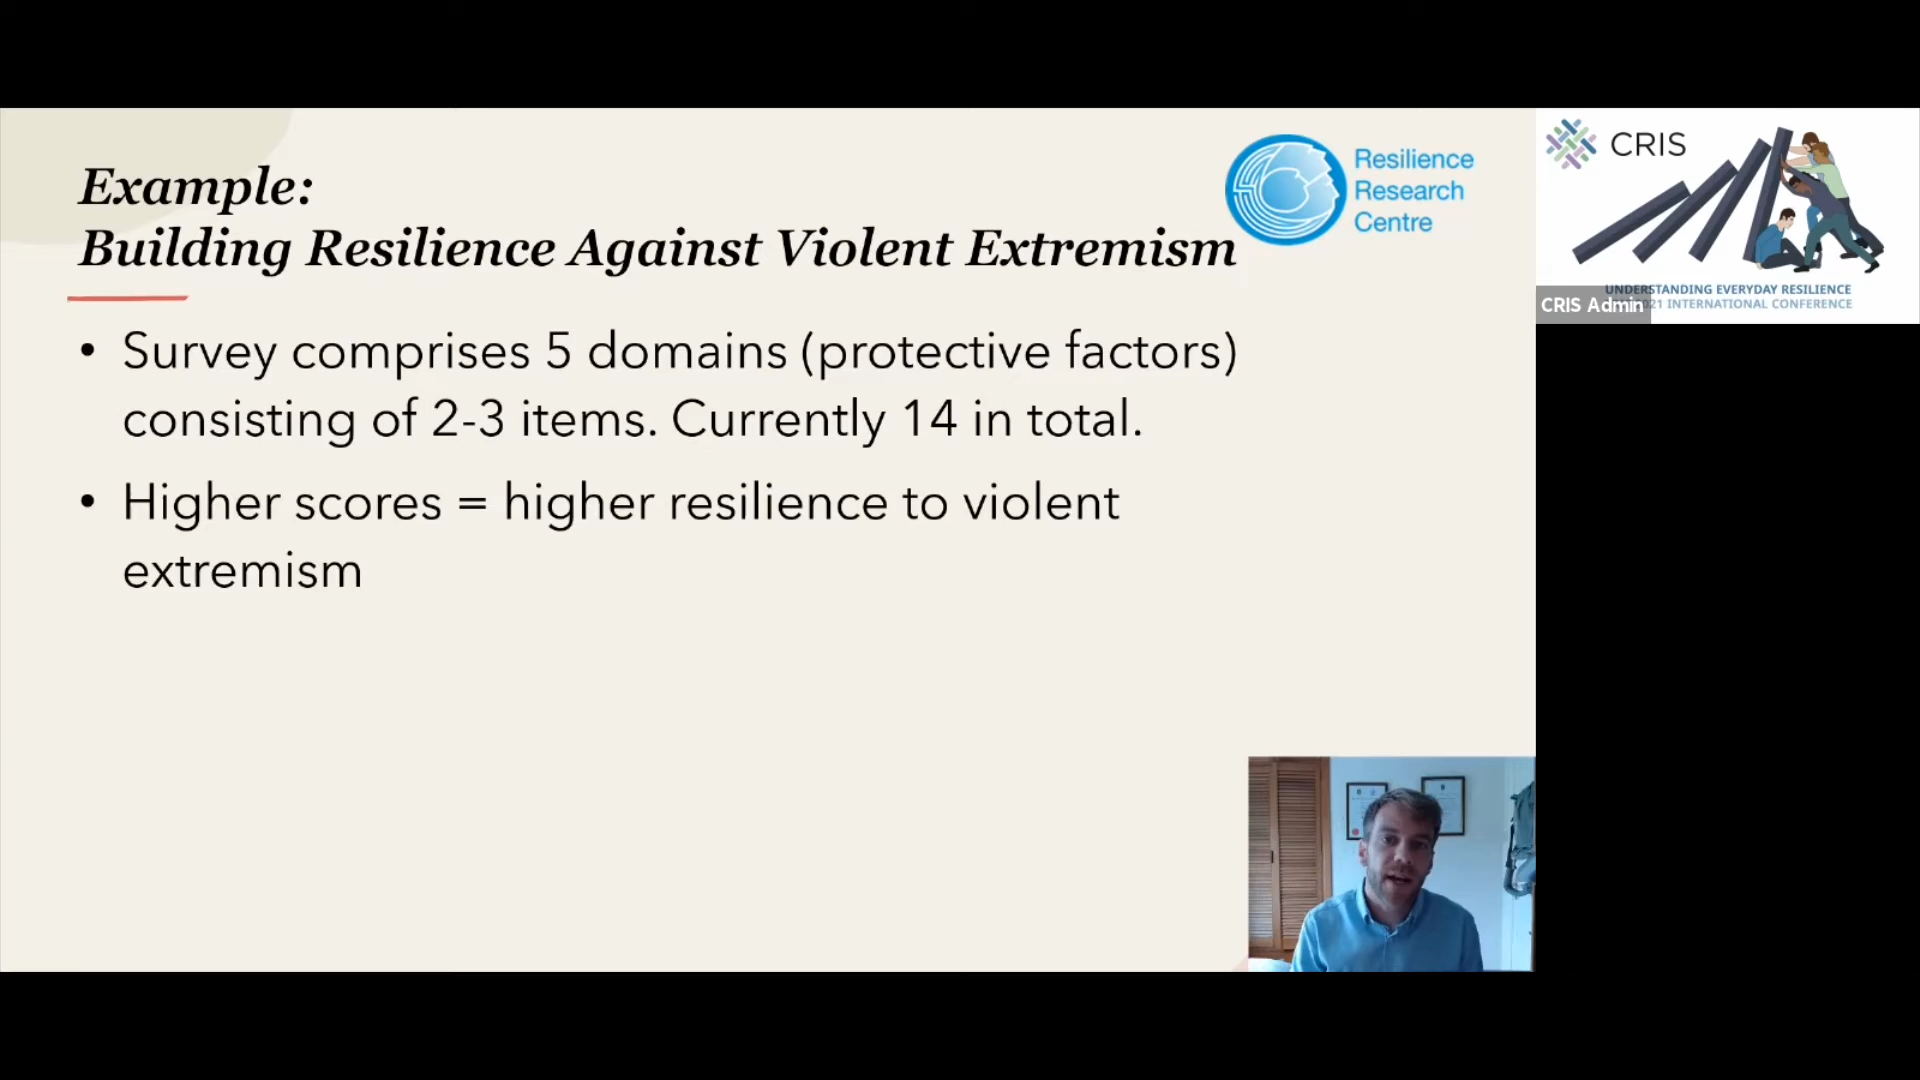 Example:
Building Resilience Against Violent Extremism
• Survey comprises 5 domains (protective factors)
consisting of 2-3 items. Currently 14 in total.
• Higher scores = higher resilience to violent
extremism
Resilience
Research
Centre
CRIS
UNDERSTANDING EVERYDAY RESILIENCE
INTERNATIONAL CONFERENCE
CRIS Admin